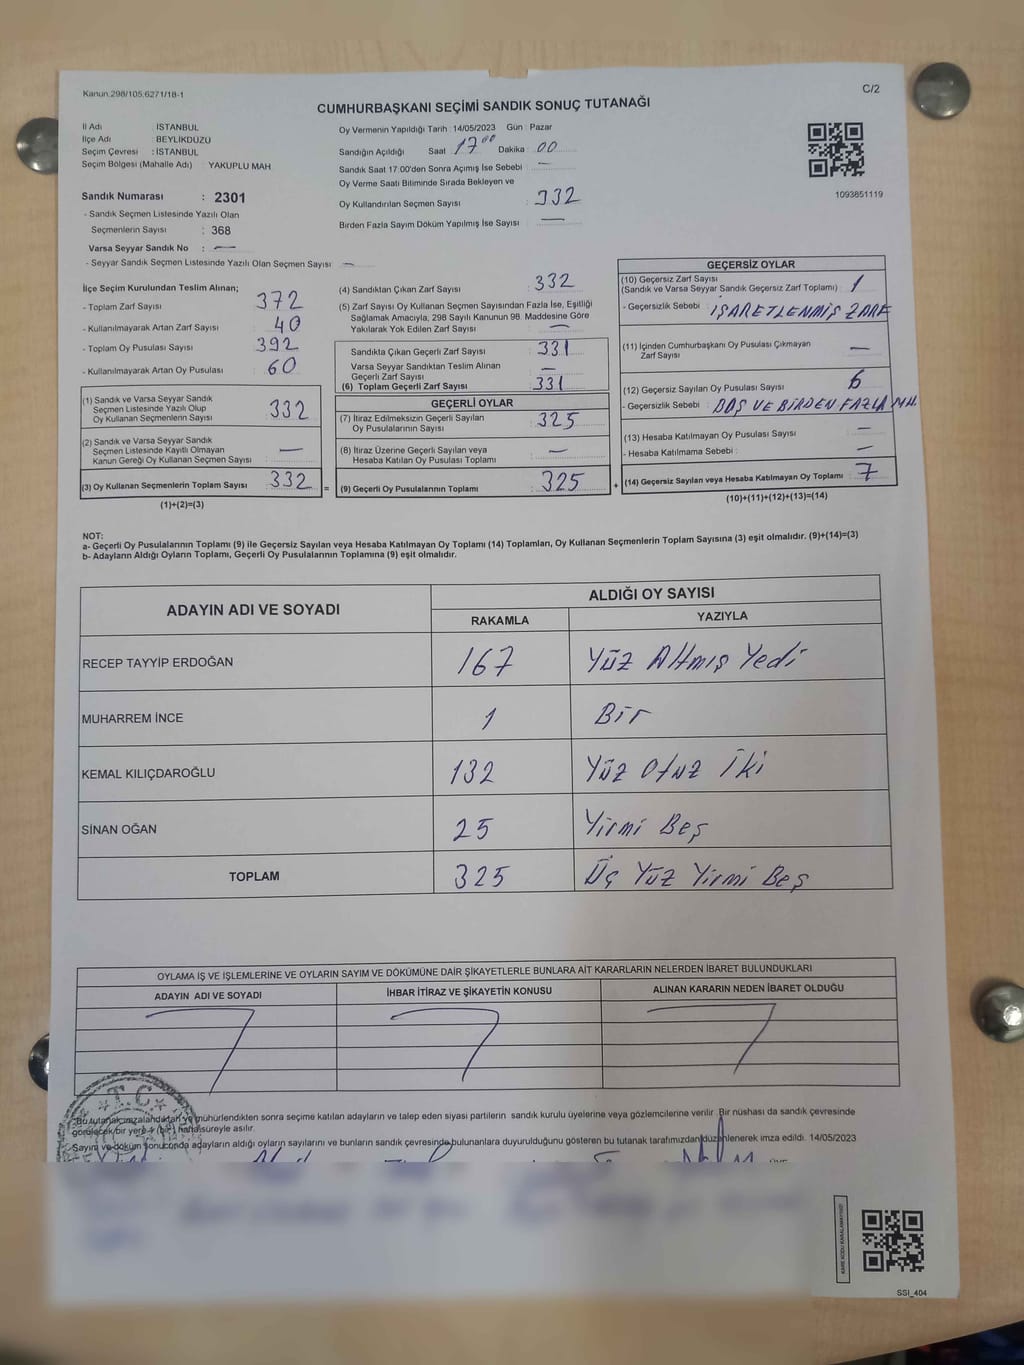 Kanun.298/105.6271/18-1
C/2
CUMHURBAŞKANI SEÇİMİ SANDIK SONUÇ TUTANAĞI
İl Adı : İSTANBUL
İlçe Adı : BEYLİKDÜZÜ
Seçim Çevresi : İSTANBUL
Seçim Bölgesi (Mahalle Adı) : YAKUPLU MAH
Sandık Numarası : 2301
- Sandık Seçmen Listesinde Yazılı Olan
Seçmenlerin Sayısı : 368
Varsa Seyyar Sandık No : —
- Seyyar Sandık Seçmen Listesinde Yazılı Olan Seçmen Sayısı : —
Oy Vermenin Yapıldığı Tarih : 14/05/2023 Gün : Pazar
Sandığın Açıldığı Saat 17 00 Dakika : 00
Sandık Saat 17.00'den Sonra Açımış İse Sebebi : —
Oy Verme Saati Bitiminde Sırada Bekleyen ve
Oy Kullandırılan Seçmen Sayısı : 332
Birden Fazla Sayım Döküm Yapılmış İse Sayısı : —
1093851119
İlçe Seçim Kurulundan Teslim Alınan;
- Toplam Zarf Sayısı : 372
- Kullanılmayarak Artan Zarf Sayısı : 40
- Toplam Oy Pusulası Sayısı : 392
- Kullanılmayarak Artan Oy Pusulası : 60
(1) Sandık ve Varsa Seyyar Sandık
Seçmen Listesinde Yazılı Olup
Oy Kullanan Seçmenlerin Sayısı : 332
(2) Sandık ve Varsa Seyyar Sandık
Seçmen Listesinde Kayıtlı Olmayan
Kanun Gereği Oy Kullanan Seçmen Sayısı : —
(3) Oy Kullanan Seçmenlerin Toplam Sayısı : 332
(1)+(2)=(3)
(4) Sandıktan Çıkan Zarf Sayısı : 332
(5) Zarf Sayısı Oy Kullanan Seçmen Sayısından Fazla İse, Eşitliği
Sağlamak Amacıyla, 298 Sayılı Kanunun 98. Maddesine Göre
Yakılarak Yok Edilen Zarf Sayısı : —
Sandıkta Çıkan Geçerli Zarf Sayısı : 331
Varsa Seyyar Sandıktan Teslim Alınan
Geçerli Zarf Sayısı : —
(6) Toplam Geçerli Zarf Sayısı : 331
GEÇERLİ OYLAR
(7) İtiraz Edilmeksizin Geçerli Sayılan
Oy Pusulalarının Sayısı : 325
(8) İtiraz Üzerine Geçerli Sayılan veya
Hesaba Katılan Oy Pusulası Toplamı : —
= (9) Geçerli Oy Pusulalarının Toplamı : 325 +
GEÇERSİZ OYLAR
(10) Geçersiz Zarf Sayısı
(Sandık ve Varsa Seyyar Sandık Geçersiz Zarf Toplamı) : 1
- Geçersizlik Sebebi : İŞARETLENMİŞ ZARF
(11) İçinden Cumhurbaşkanı Oy Pusulası Çıkmayan
Zarf Sayısı : —
(12) Geçersiz Sayılan Oy Pusulası Sayısı : 6
- Geçersizlik Sebebi : BOŞ VE BİRDEN FAZLA MH.
(13) Hesaba Katılmayan Oy Pusulası Sayısı : —
- Hesaba Katılmama Sebebi : —
(14) Geçersiz Sayılan veya Hesaba Katılmayan Oy Toplamı : 7
(10)+(11)+(12)+(13)=(14)
NOT:
a- Geçerli Oy Pusulalarının Toplamı (9) ile Geçersiz Sayılan veya Hesaba Katılmayan Oy Toplamı (14) Toplamları, Oy Kullanan Seçmenlerin Toplam Sayısına (3) eşit olmalıdır. (9)+(14)=(3)
b- Adayların Aldığı Oyların Toplamı, Geçerli Oy Pusulalarının Toplamına (9) eşit olmalıdır.
ADAYIN ADI VE SOYADI ALDIĞI OY SAYISI
RAKAMLA YAZIYLA
RECEP TAYYİP ERDOĞAN 167 Yüz Altmış Yedi
MUHARREM İNCE 1 Bir
KEMAL KILIÇDAROĞLU 132 Yüz Otuz İki
SİNAN OĞAN 25 Yirmi Beş
TOPLAM 325 Üç Yüz Yirmi Beş
OYLAMA İŞ VE İŞLEMLERİNE VE OYLARIN SAYIM VE DÖKÜMÜNE DAİR ŞİKAYETLERLE BUNLARA AİT KARARLARIN NELERDEN İBARET BULUNDUKLARI
ADAYIN ADI VE SOYADI İHBAR İTİRAZ VE ŞİKAYETİN KONUSU ALINAN KARARIN NEDEN İBARET OLDUĞU
T.C.
Bu tutanak imzalandıktan ve mühürlendikten sonra seçime katılan adayların ve talep eden siyasi partilerin sandık kurulu üyelerine veya gözlemcilerine verilir. Bir nüshası da sandık çevresinde
görülecek bir yere 1 (bir) hafta süreyle asılır.
Sayım ve döküm sonucunda adayların aldığı oyların sayılarını ve bunların sandık çevresinde bulunanlara duyurulduğunu gösteren bu tutanak tarafımızdan düzenlenerek imza edildi. 14/05/2023
KARE KODU KARALAMAYINIZ!
SSI_404